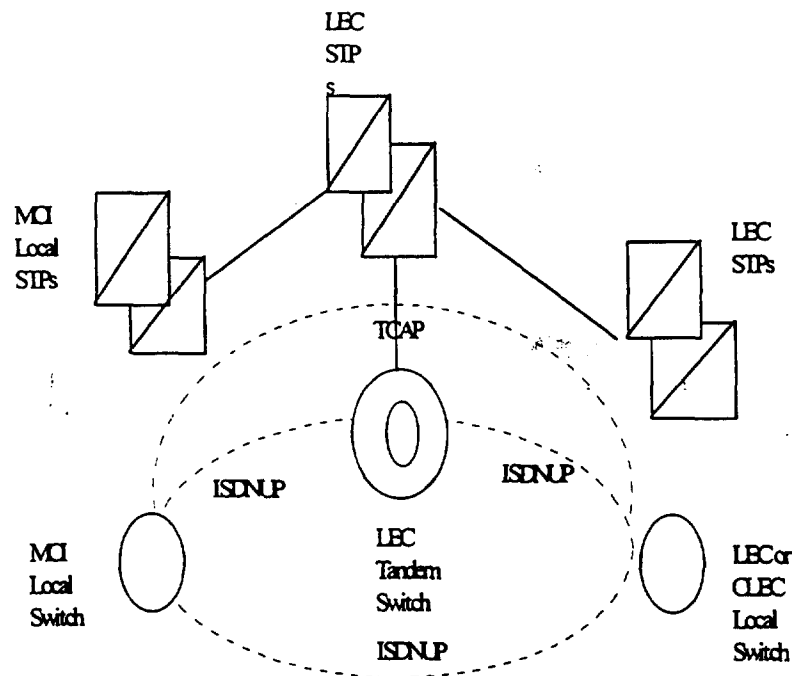 LEC
STP
s
MCI
Local
STPs
LEC
STPs
TCAP
ISDNUP
ISDNUP
MCI
Local
Switch
LEC
Tandem
Switch
LEC or
CLEC
Local
Switch
ISDNUP